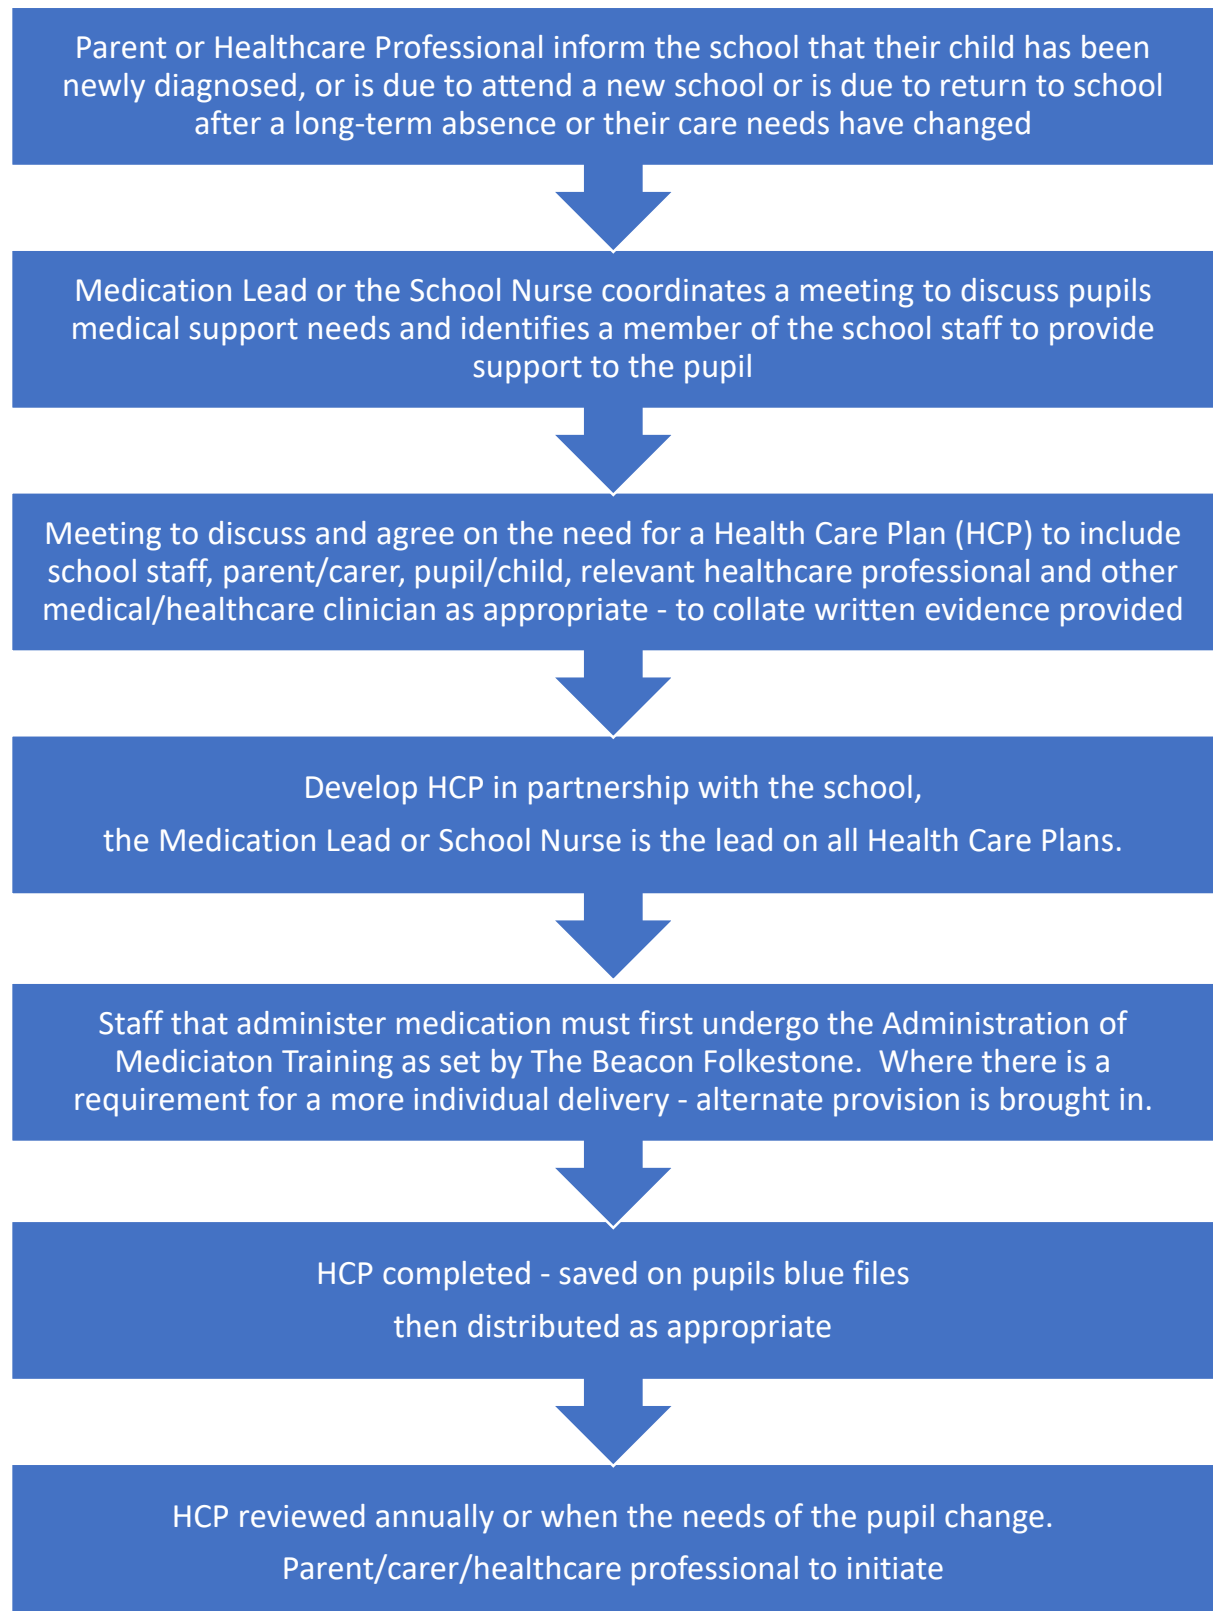 Parent or Healthcare Professional inform the school that their child has been
newly diagnosed, or is due to attend a new school or is due to return to school
after a long-term absence or their care needs have changed
Medication Lead or the School Nurse coordinates a meeting to discuss pupils
medical support needs and identifies a member of the school staff to provide
support to the pupil
Meeting to discuss and agree on the need for a Health Care Plan (HCP) to include
school staff, parent/carer, pupil/child, relevant healthcare professional and other
medical/healthcare clinician as appropriate - to collate written evidence provided
Develop HCP in partnership with the school,
the Medication Lead or School Nurse is the lead on all Health Care Plans.
Staff that administer medication must first undergo the Administration of
Mediciaton Training as set by The Beacon Folkestone.  Where there is a
requirement for a more individual delivery - alternate provision is brought in.
HCP completed - saved on pupils blue files
then distributed as appropriate
HCP reviewed annually or when the needs of the pupil change.
Parent/carer/healthcare professional to initiate